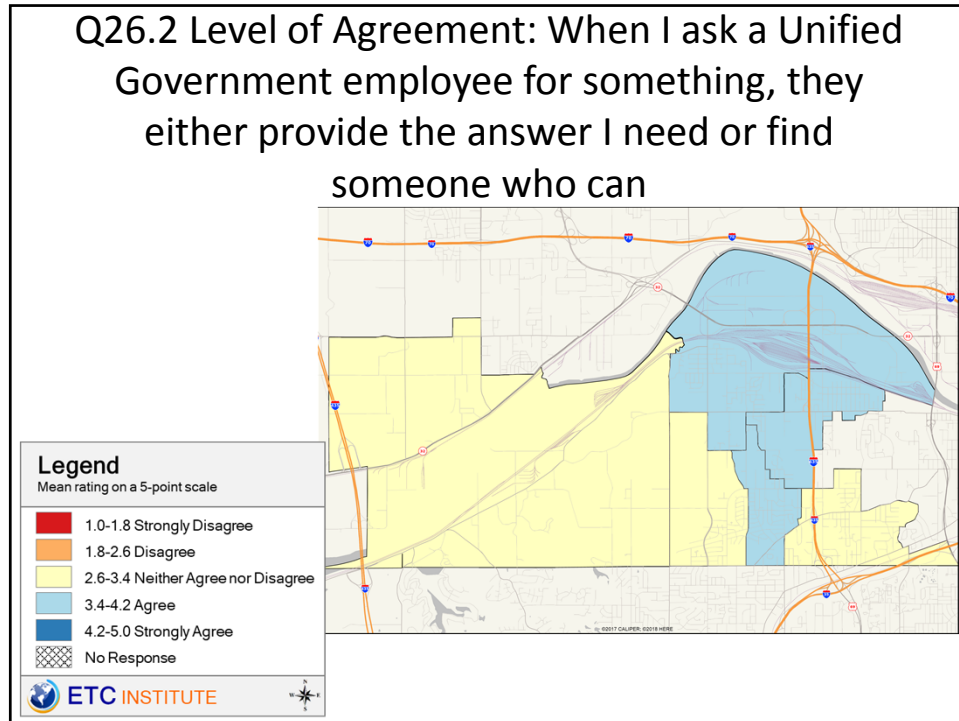 Q26.2 Level of Agreement: When I ask a Unified
Government employee for something, they
either provide the answer I need or find
someone who can
©2017 CALIPER; ©2018 HERE
Legend
Mean rating on a 5-point scale
1.0-1.8 Strongly Disagree
1.8-2.6 Disagree
2.6-3.4 Neither Agree nor Disagree
3.4-4.2 Agree
4.2-5.0 Strongly Agree
No Response
ETC INSTITUTE